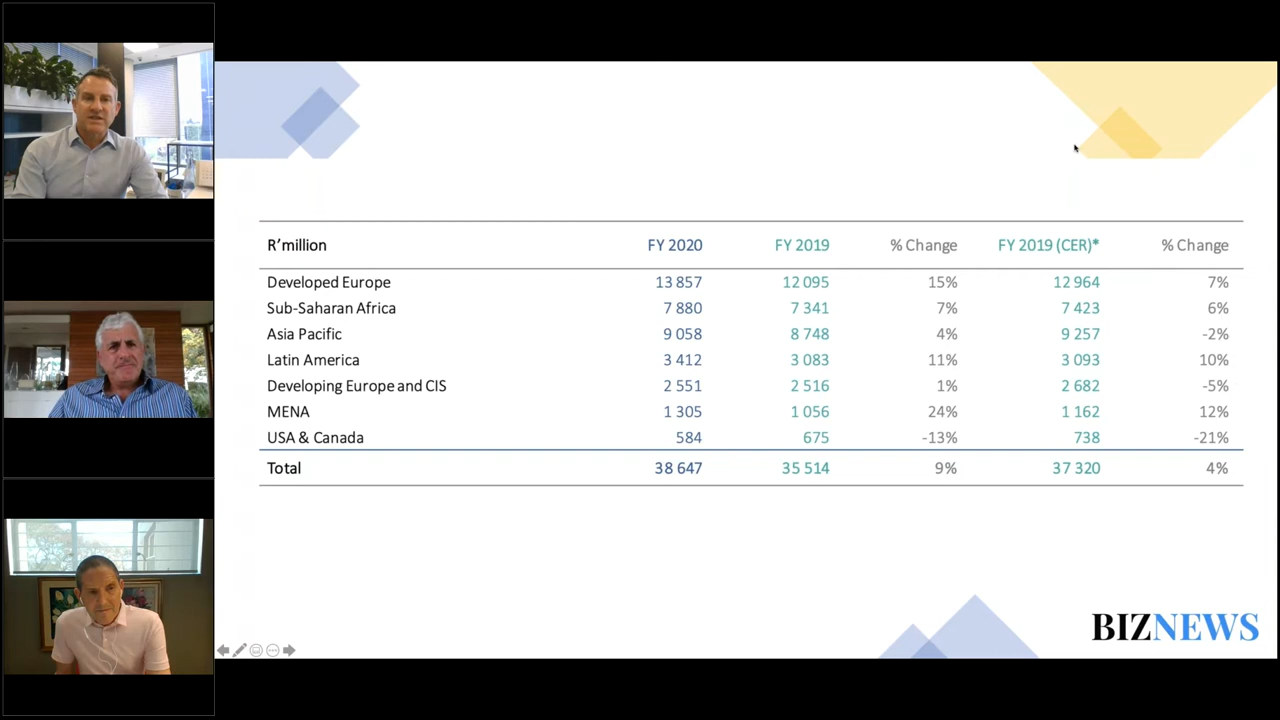 R'million FY 2020 FY 2019 % Change FY 2019 (CER)* % Change
Developed Europe 13 857 12 095 15% 12 964 7%
Sub-Saharan Africa 7 880 7 341 7% 7 423 6%
Asia Pacific 9 058 8 748 4% 9 257 -2%
Latin America 3 412 3 083 11% 3 093 10%
Developing Europe and CIS 2 551 2 516 1% 2 682 -5%
MENA 1 305 1 056 24% 1 162 12%
USA & Canada 584 675 -13% 738 -21%
Total 38 647 35 514 9% 37 320 4%
BIZNEWS